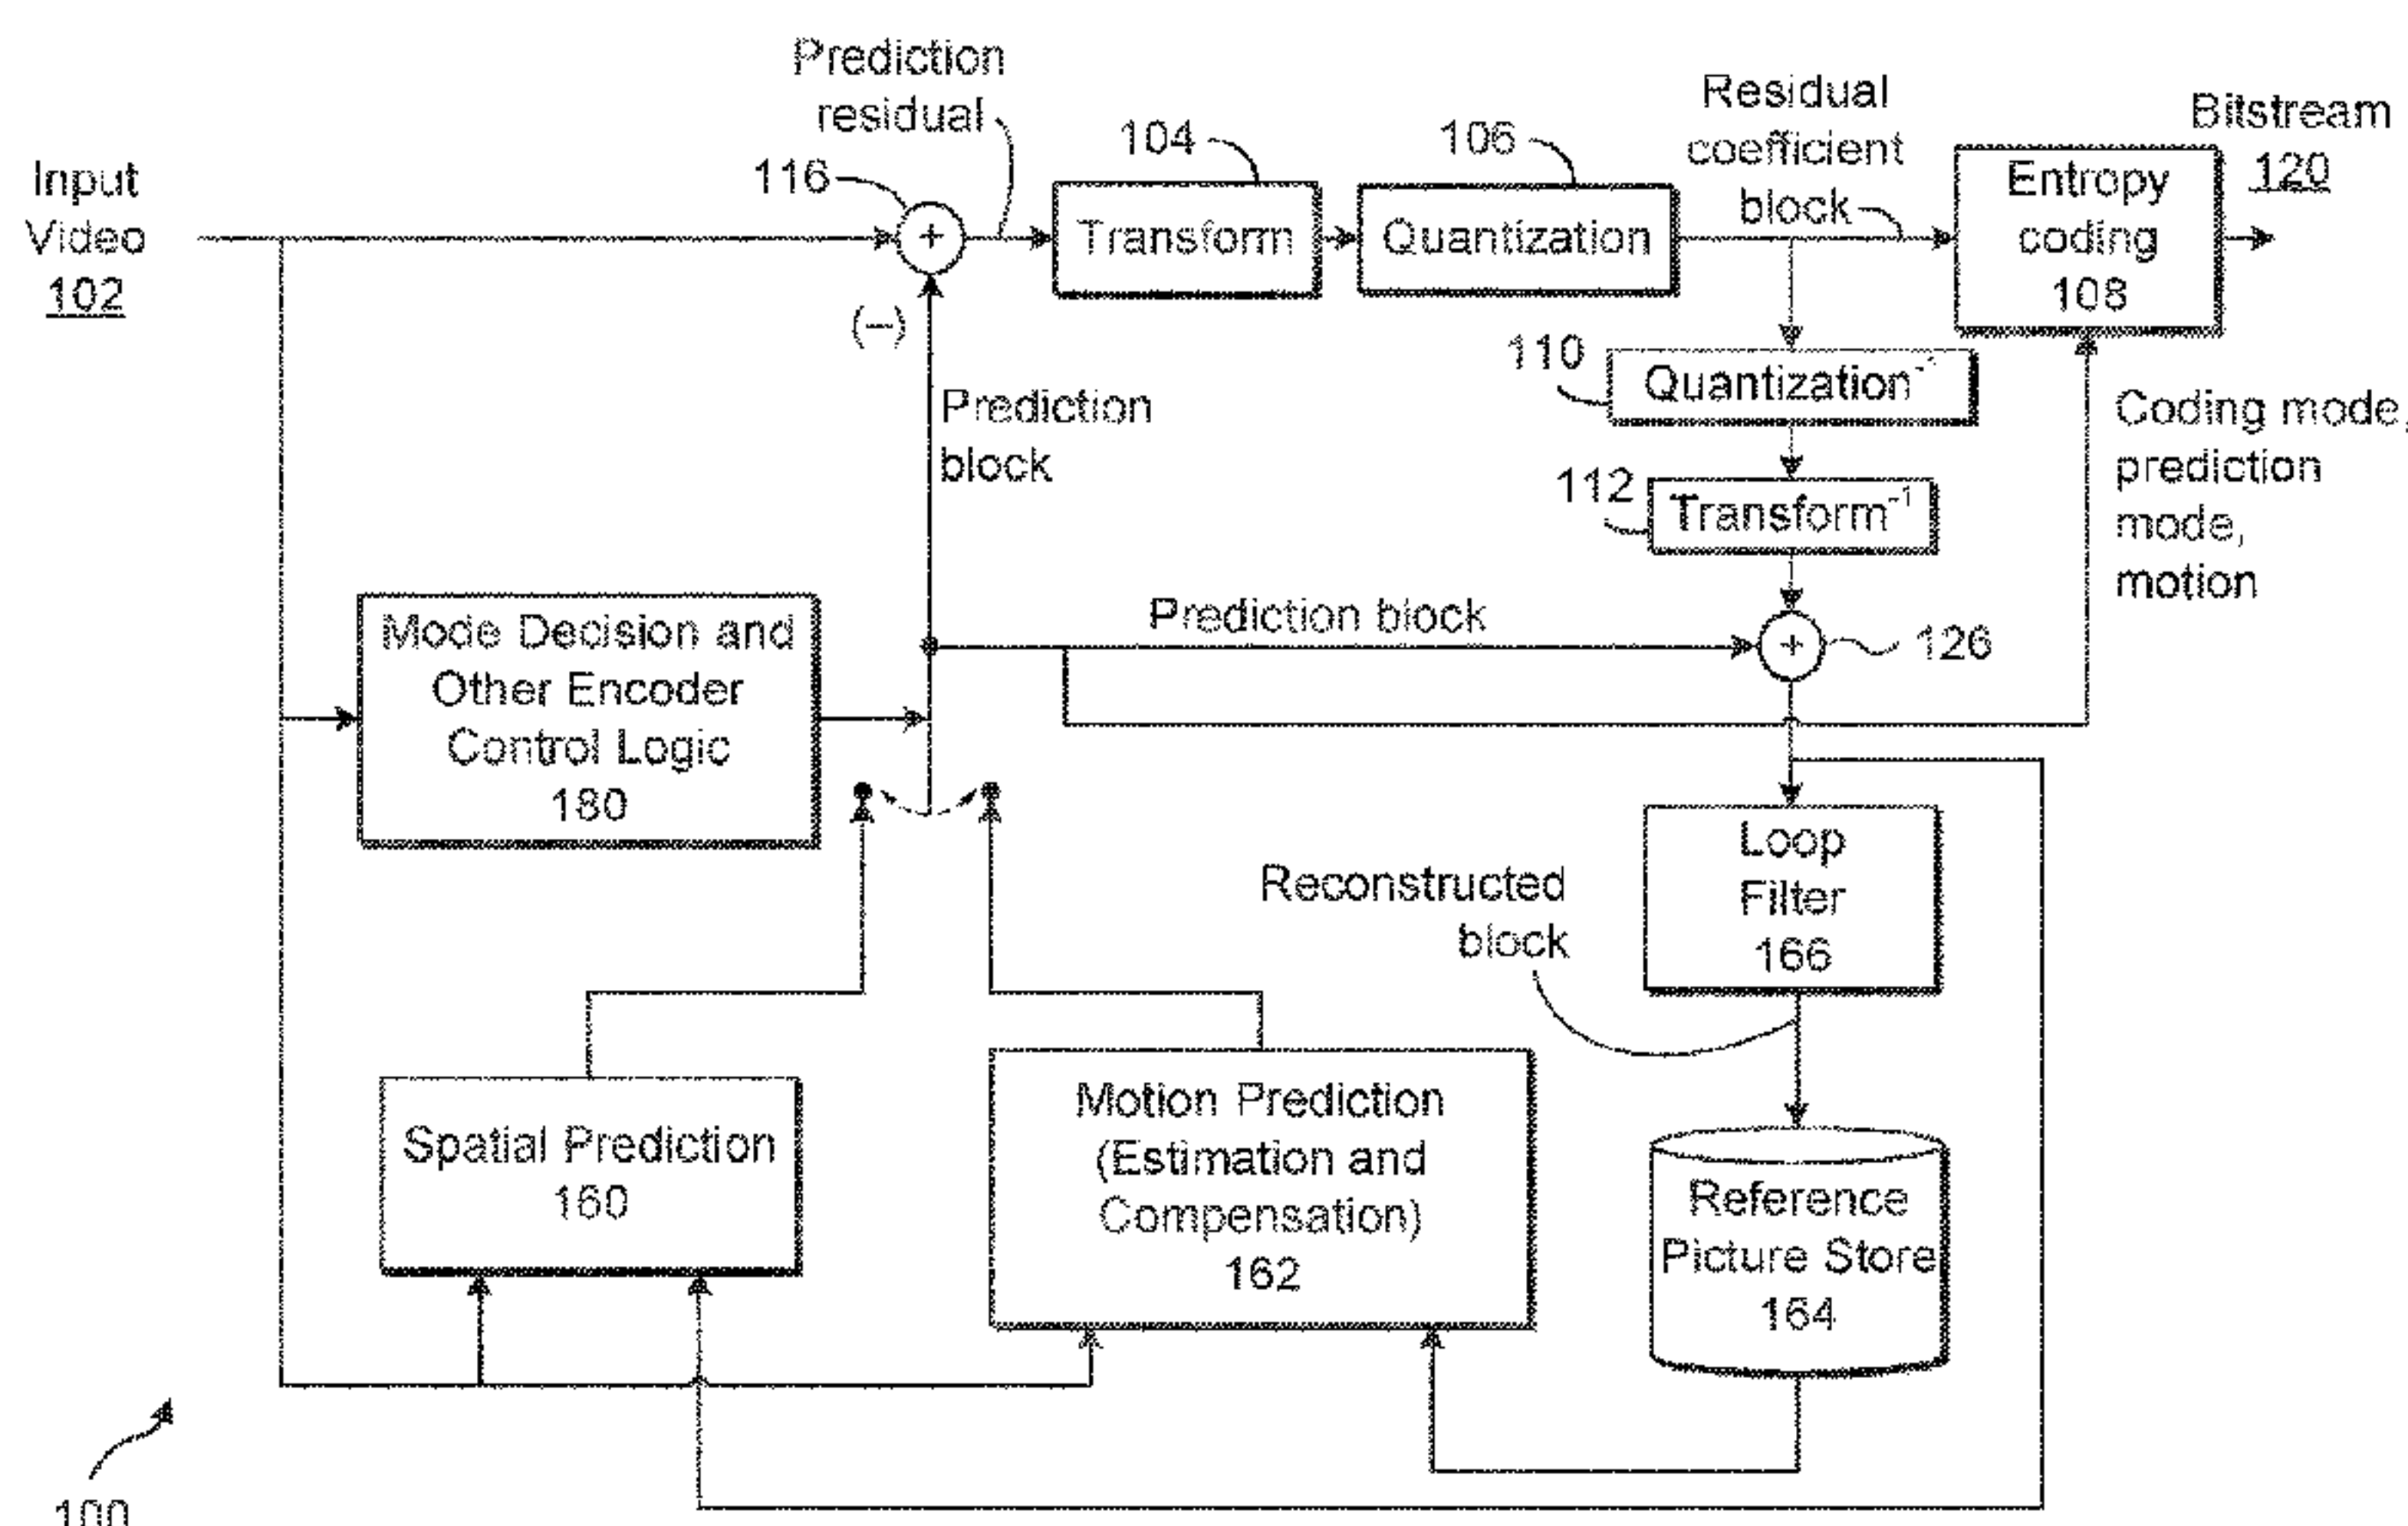 Prediction
residual
116
104
106
Residual
coefficient
block
Bitstream
120
Input
Video
102
+
Transform
Quantization
Entropy
coding
108
(–)
Prediction
block
110
Quantization⁻¹
112
Transform⁻¹
Coding mode,
prediction
mode,
motion
Mode Decision and
Other Encoder
Control Logic
180
Prediction block
+
126
Loop
Filter
166
Reconstructed
block
Spatial Prediction
160
Motion Prediction
(Estimation and
Compensation)
162
Reference
Picture Store
164
100